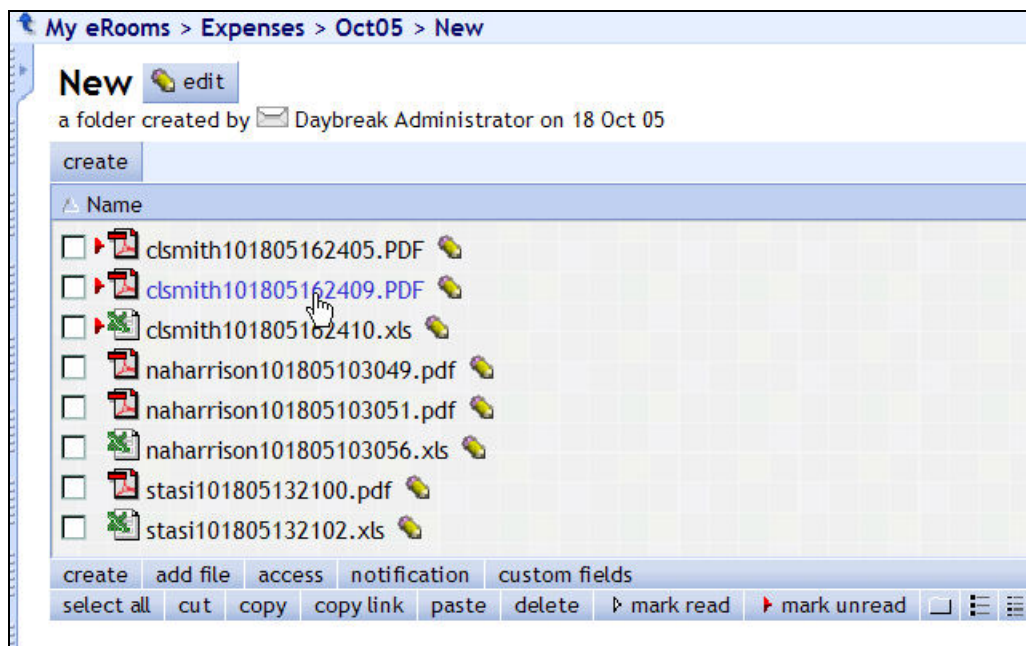 My eRooms > Expenses > Oct05 > New
New edit
a folder created by Daybreak Administrator on 18 Oct 05
create
Name
clsmith101805162405.PDF
clsmith101805162409.PDF
clsmith101805162410.xls
naharrison101805103049.pdf
naharrison101805103051.pdf
naharrison101805103056.xls
stasi101805132100.pdf
stasi101805132102.xls
create add file access notification custom fields
select all cut copy copy link paste delete mark read mark unread